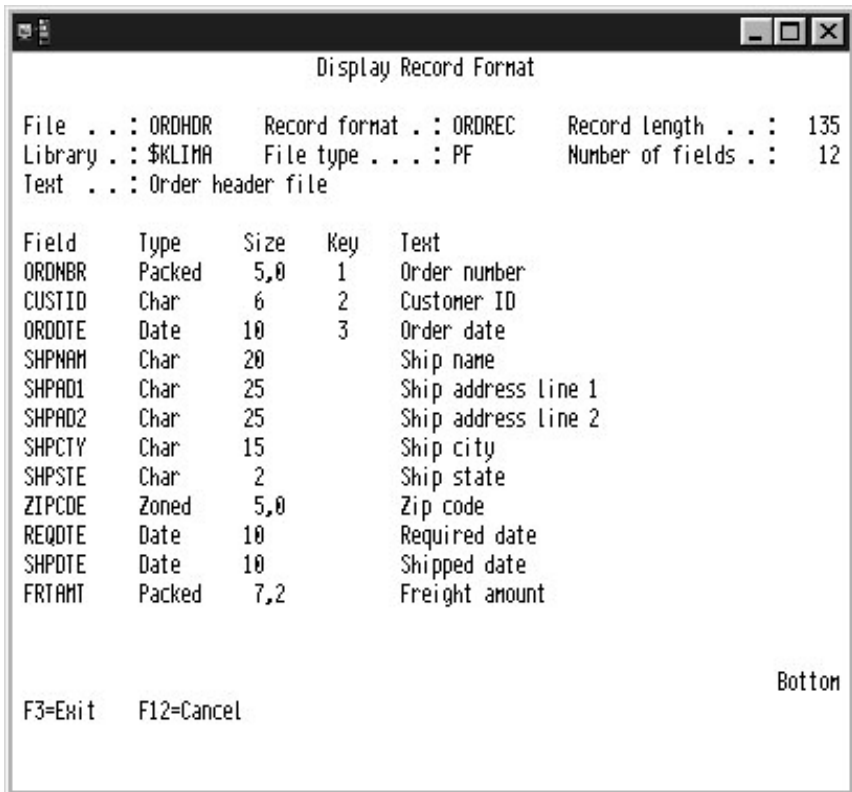 Display Record Format
File . . : ORDHDR Record format . : ORDREC Record length . . : 135
Library . : $KLIMA File type . . . : PF Number of fields . : 12
Text . . : Order header file
Field Type Size Key Text
ORDNBR Packed 5,0 1 Order number
CUSTID Char 6 2 Customer ID
ORDDTE Date 10 3 Order date
SHPNAM Char 20 Ship name
SHPAD1 Char 25 Ship address line 1
SHPAD2 Char 25 Ship address line 2
SHPCTY Char 15 Ship city
SHPSTE Char 2 Ship state
ZIPCDE Zoned 5,0 Zip code
REQDTE Date 10 Required date
SHPDTE Date 10 Shipped date
FRTAMT Packed 7,2 Freight amount
Bottom
F3=Exit F12=Cancel